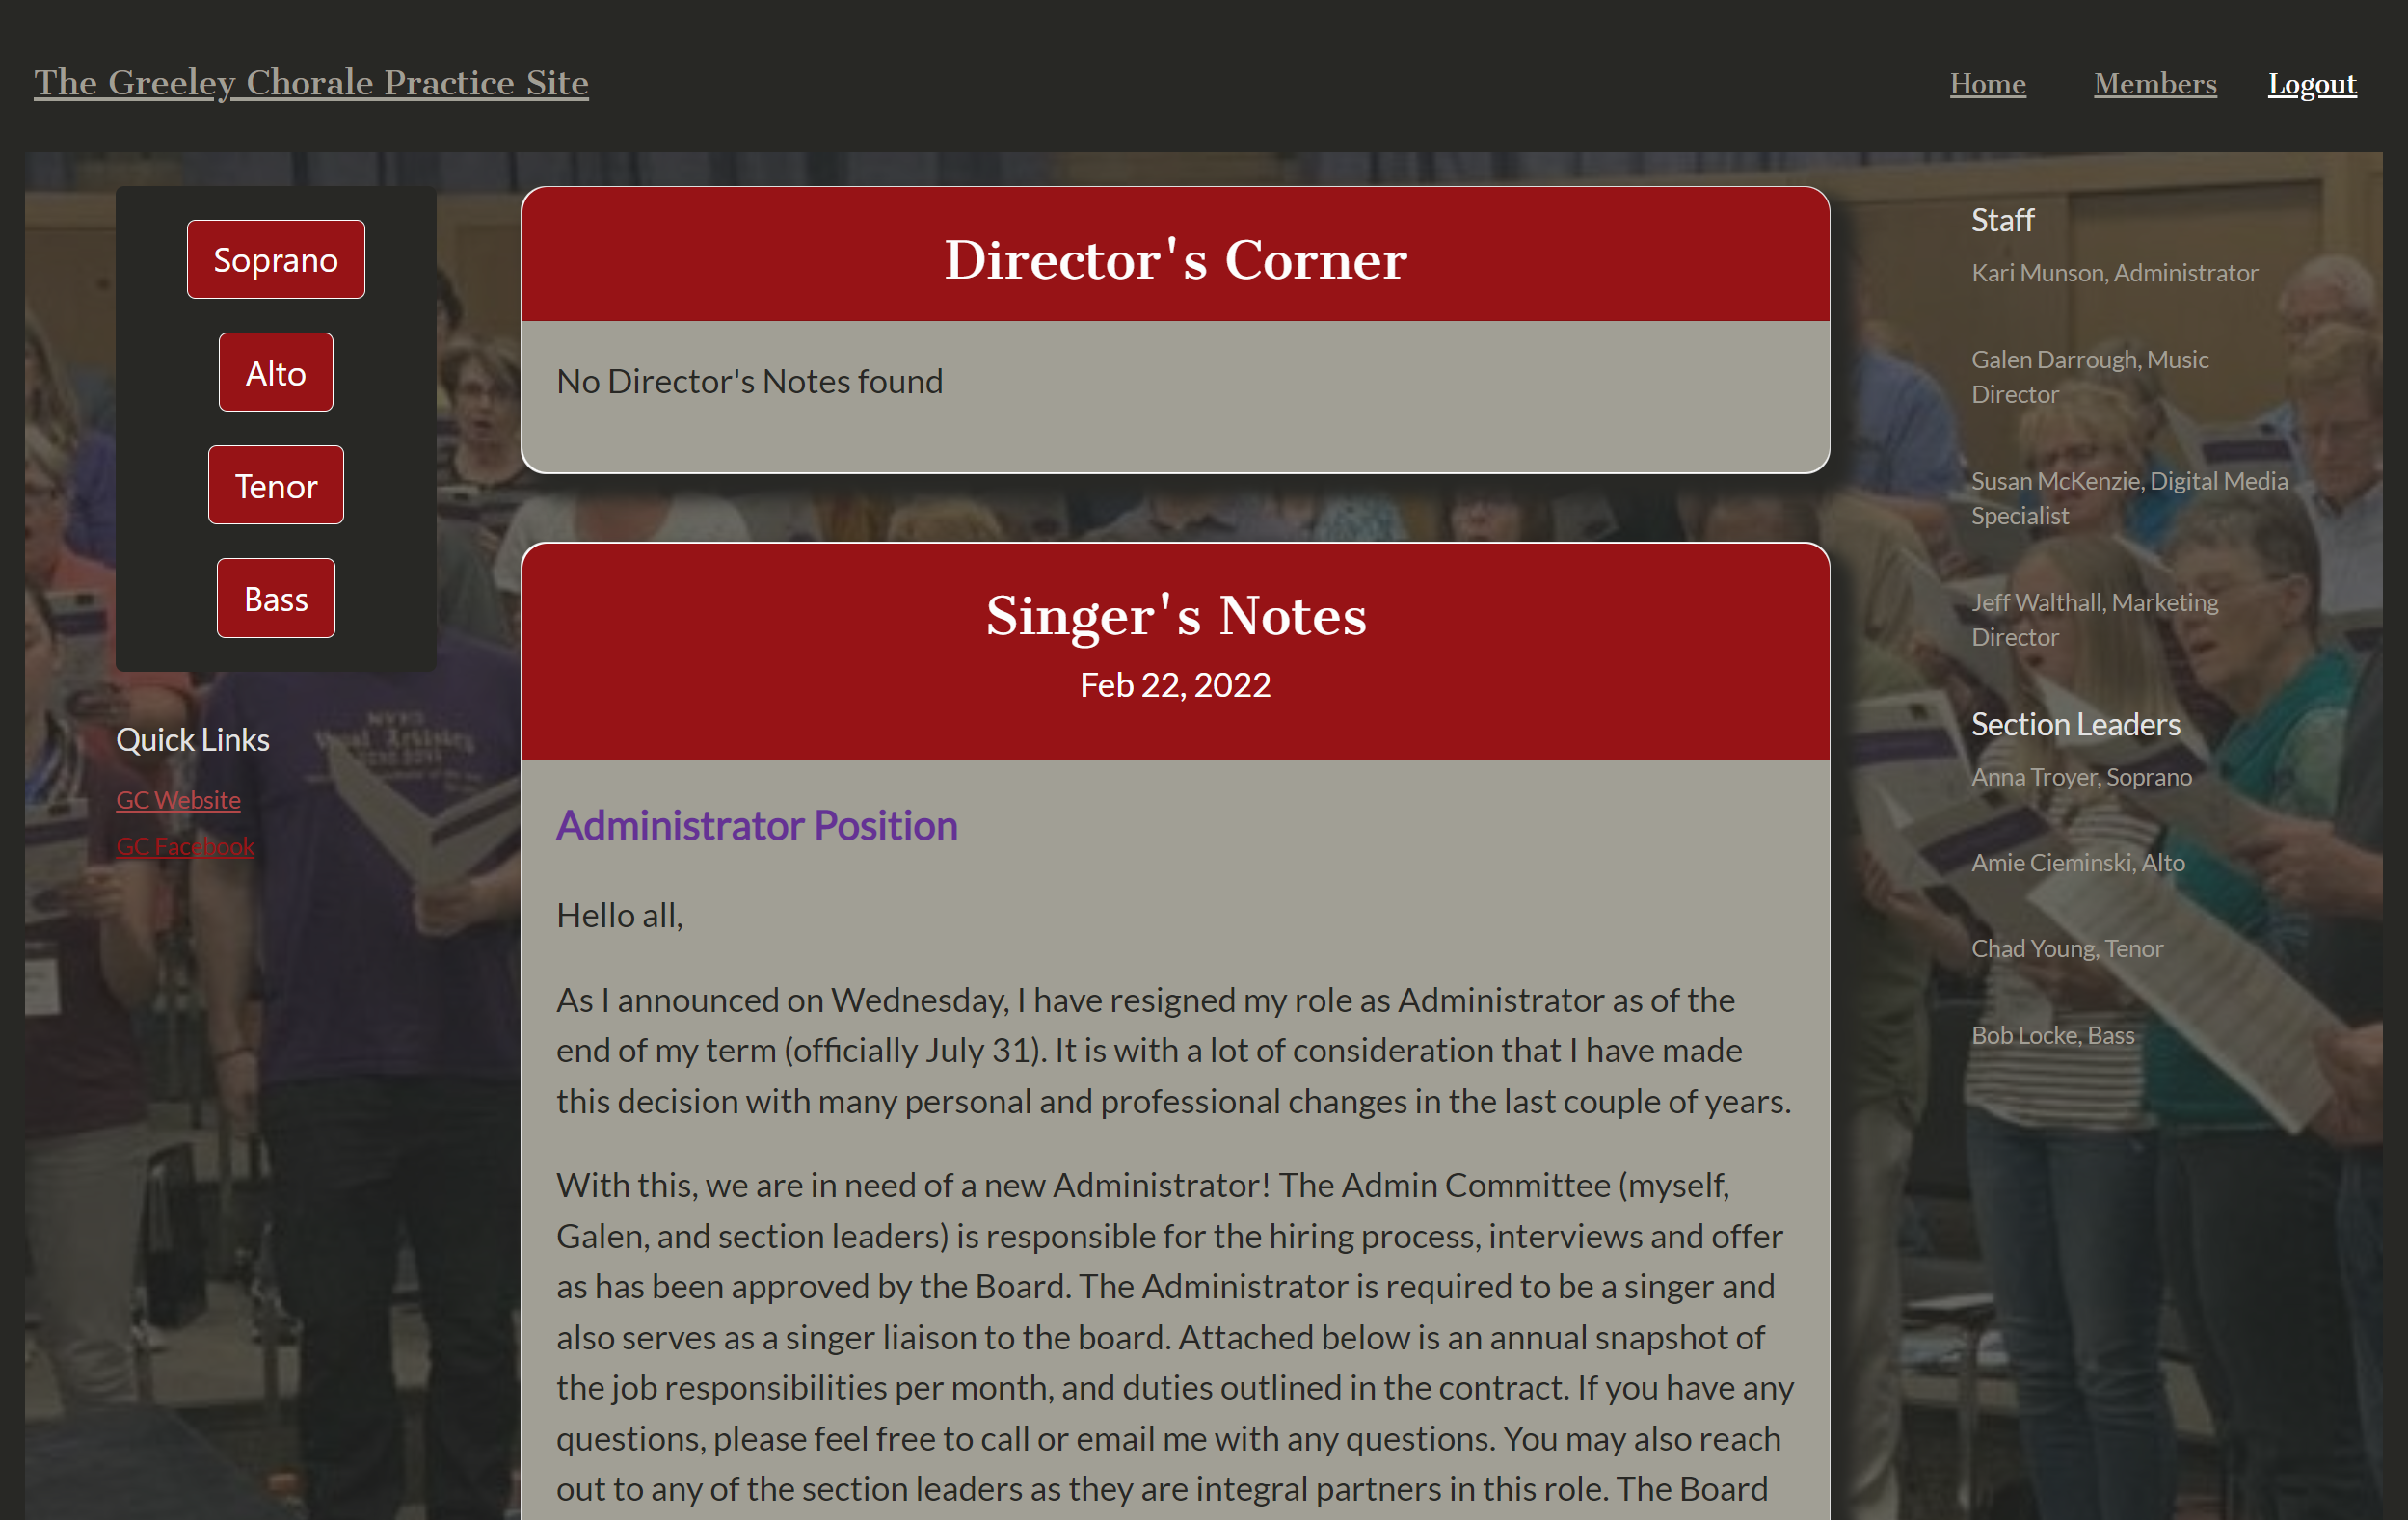 The Greeley Chorale Practice Site
Home Members Logout
Soprano
Alto
Tenor
Bass
Quick Links
GC Website
GC Facebook
Director's Corner
No Director's Notes found
Singer's Notes
Feb 22, 2022
Administrator Position
Hello all,
As I announced on Wednesday, I have resigned my role as Administrator as of the
end of my term (officially July 31). It is with a lot of consideration that I have made
this decision with many personal and professional changes in the last couple of years.
With this, we are in need of a new Administrator! The Admin Committee (myself,
Galen, and section leaders) is responsible for the hiring process, interviews and offer
as has been approved by the Board. The Administrator is required to be a singer and
also serves as a singer liaison to the board. Attached below is an annual snapshot of
the job responsibilities per month, and duties outlined in the contract. If you have any
questions, please feel free to call or email me with any questions. You may also reach
out to any of the section leaders as they are integral partners in this role. The Board
Staff
Kari Munson, Administrator
Galen Darrough, Music
Director
Susan McKenzie, Digital Media
Specialist
Jeff Walthall, Marketing
Director
Section Leaders
Anna Troyer, Soprano
Amie Cieminski, Alto
Chad Young, Tenor
Bob Locke, Bass